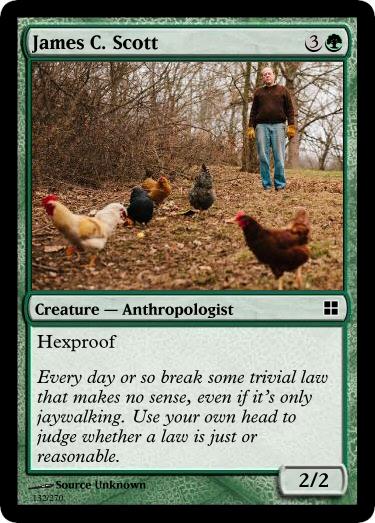 James C. Scott 3
Creature — Anthropologist
Hexproof
Every day or so break some trivial law
that makes no sense, even if it's only
jaywalking. Use your own head to
judge whether a law is just or
reasonable.
2/2
Source Unknown
132/270